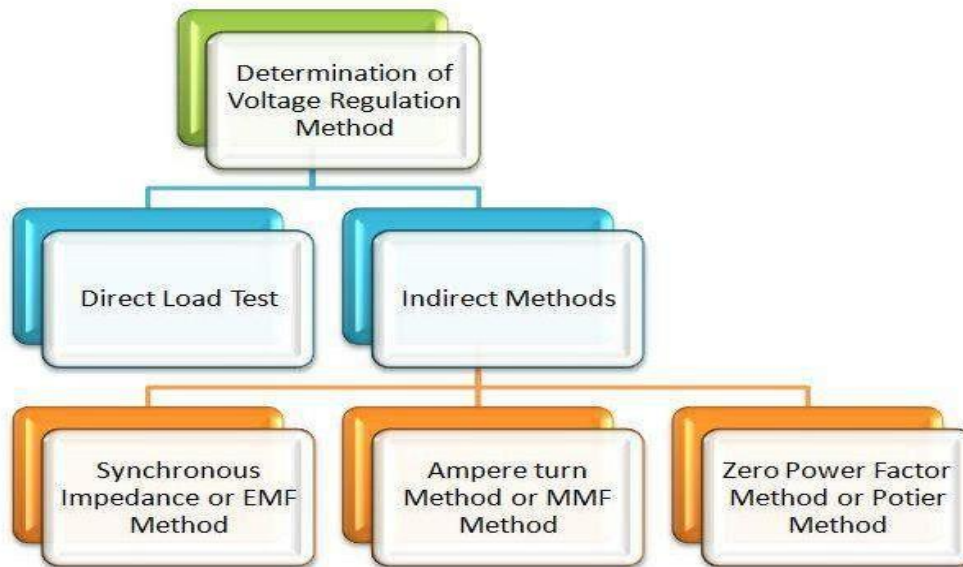 Determination of
Voltage Regulation
Method
Direct Load Test
Indirect Methods
Synchronous
Impedance or EMF
Method
Ampere turn
Method or MMF
Method
Zero Power Factor
Method or Potier
Method